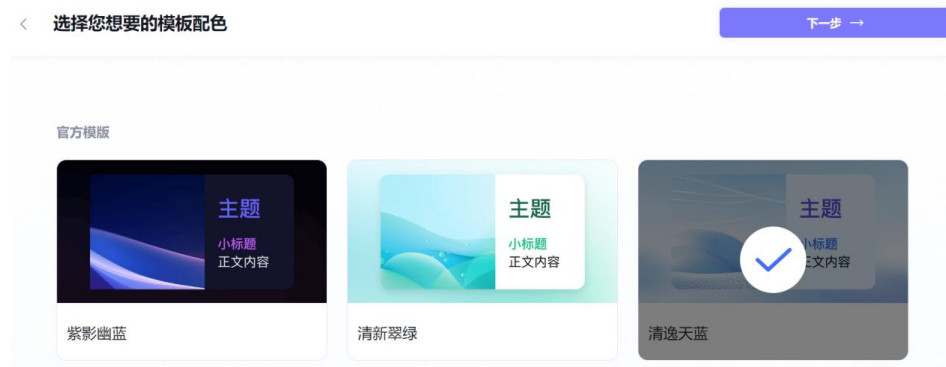 选择您想要的模板配色
下一步 →
官方模版
主题
小标题
正文内容
紫影幽蓝
主题
小标题
正文内容
清新翠绿
主题
小标题
正文内容
清逸天蓝